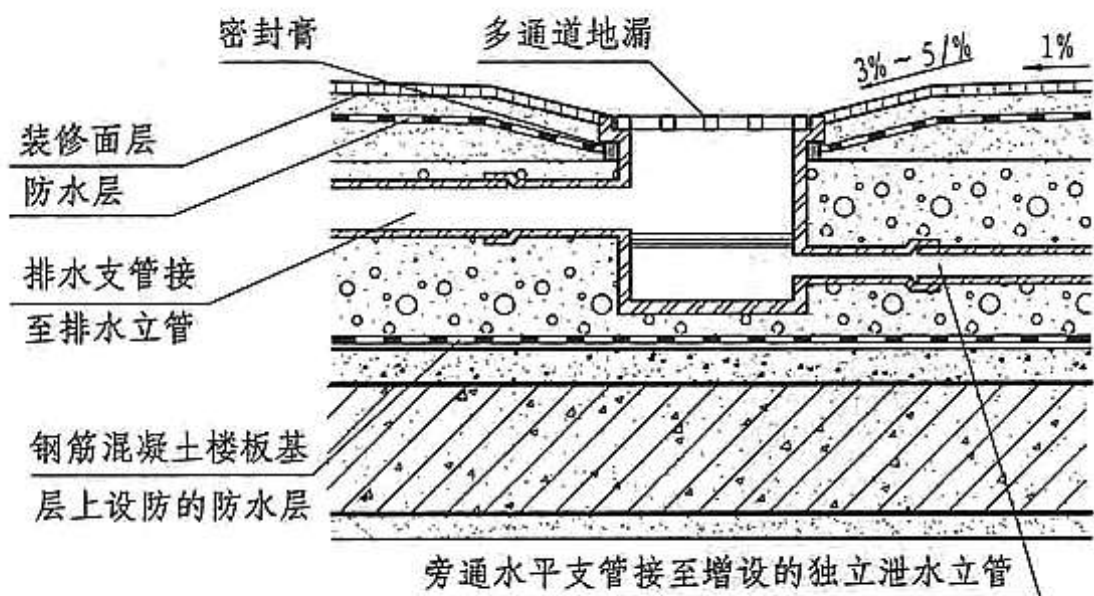 密封膏
多通道地漏
3%~5/%
1%
装修面层
防水层
排水支管接
至排水立管
钢筋混凝土楼板基
层上设防的防水层
旁通水平支管接至增设的独立泄水立管